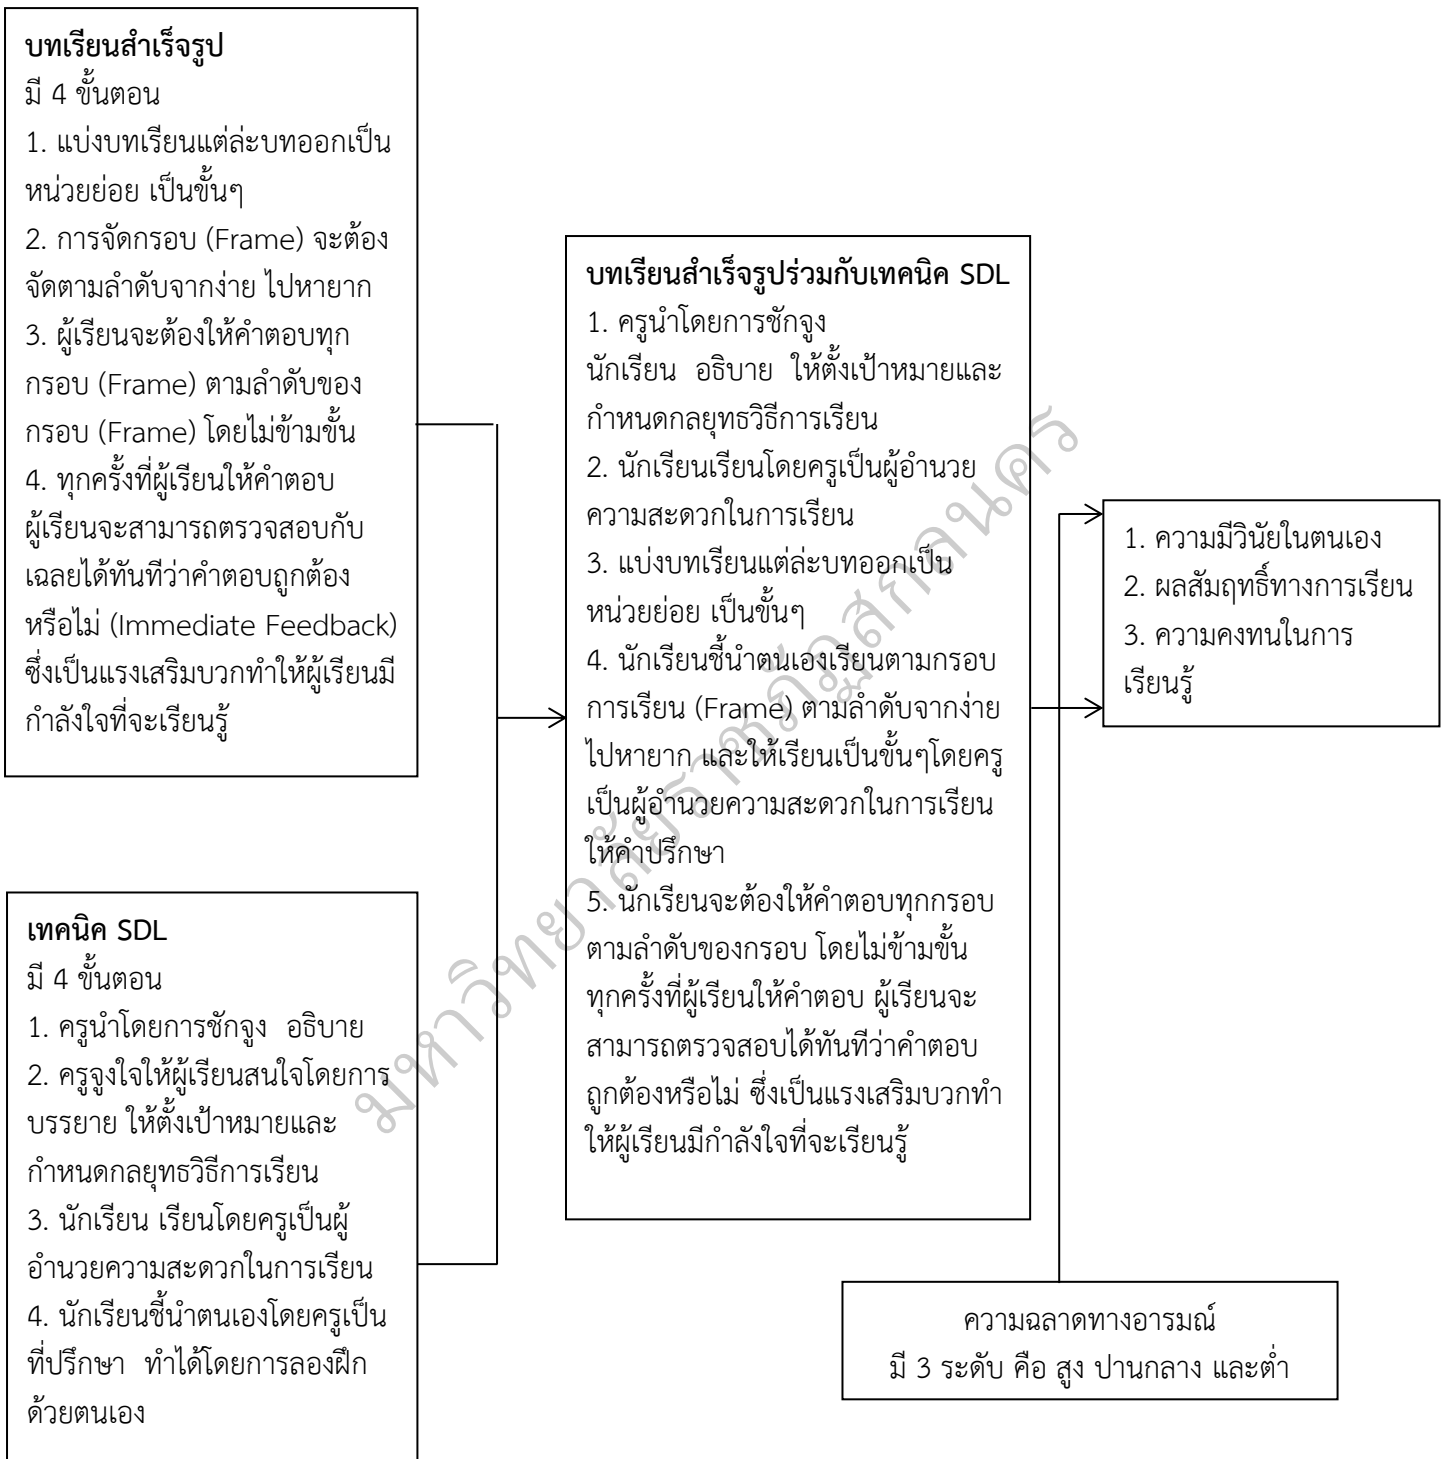 บทเรียนสำเร็จรูป
มี 4 ขั้นตอน
1. แบ่งบทเรียนแต่ล่ะบทออกเป็น
หน่วยย่อย เป็นขั้นๆ
2. การจัดกรอบ (Frame) จะต้อง
จัดตามลำดับจากง่าย ไปหายาก
3. ผู้เรียนจะต้องให้คำตอบทุก
กรอบ (Frame) ตามลำดับของ
กรอบ (Frame) โดยไม่ข้ามขั้น
4. ทุกครั้งที่ผู้เรียนให้คำตอบ
ผู้เรียนจะสามารถตรวจสอบกับ
เฉลยได้ทันทีว่าคำตอบถูกต้อง
หรือไม่ (Immediate Feedback)
ซึ่งเป็นแรงเสริมบวกทำให้ผู้เรียนมี
กำลังใจที่จะเรียนรู้
เทคนิค SDL
มี 4 ขั้นตอน
1. ครูนำโดยการชักจูง อธิบาย
2. ครูจูงใจให้ผู้เรียนสนใจโดยการ
บรรยาย ให้ตั้งเป้าหมายและ
กำหนดกลยุทธวิธีการเรียน
3. นักเรียน เรียนโดยครูเป็นผู้
อำนวยความสะดวกในการเรียน
4. นักเรียนชี้นำตนเองโดยครูเป็น
ที่ปรึกษา ทำได้โดยการลองฝึก
ด้วยตนเอง
บทเรียนสำเร็จรูปร่วมกับเทคนิค SDL
1. ครูนำโดยการชักจูง
นักเรียน อธิบาย ให้ตั้งเป้าหมายและ
กำหนดกลยุทธวิธีการเรียน
2. นักเรียนเรียนโดยครูเป็นผู้อำนวย
ความสะดวกในการเรียน
3. แบ่งบทเรียนแต่ล่ะบทออกเป็น
หน่วยย่อย เป็นขั้นๆ
4. นักเรียนชี้นำตนเองเรียนตามกรอบ
การเรียน (Frame) ตามลำดับจากง่าย
ไปหายาก และให้เรียนเป็นขั้นๆโดยครู
เป็นผู้อำนวยความสะดวกในการเรียน
ให้คำปรึกษา
5. นักเรียนจะต้องให้คำตอบทุกกรอบ
ตามลำดับของกรอบ โดยไม่ข้ามขั้น
ทุกครั้งที่ผู้เรียนให้คำตอบ ผู้เรียนจะ
สามารถตรวจสอบได้ทันทีว่าคำตอบ
ถูกต้องหรือไม่ ซึ่งเป็นแรงเสริมบวกทำ
ให้ผู้เรียนมีกำลังใจที่จะเรียนรู้
1. ความมีวินัยในตนเอง
2. ผลสัมฤทธิ์ทางการเรียน
3. ความคงทนในการ
เรียนรู้
ความฉลาดทางอารมณ์
มี 3 ระดับ คือ สูง ปานกลาง และต่ำ
มหาวิทยาลัยราชภัฏสกลนคร